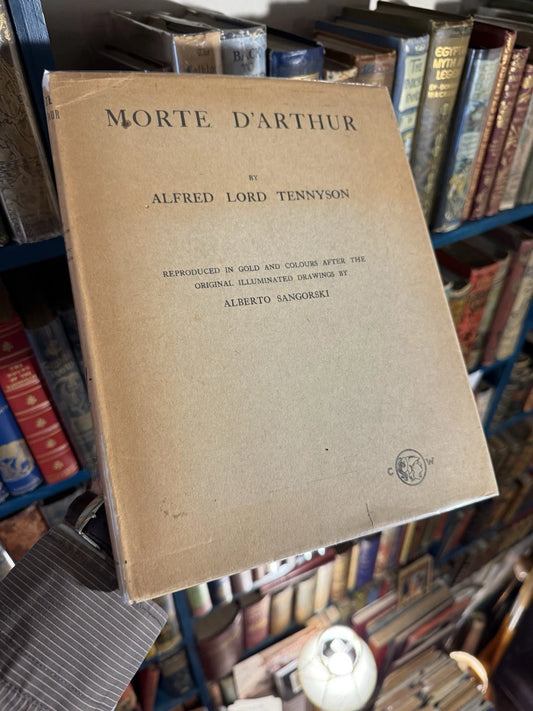 MORTE D'ARTHUR
BY
ALFRED LORD TENNYSON
REPRODUCED IN GOLD AND COLOURS AFTER THE
ORIGINAL ILLUMINATED DRAWINGS BY
ALBERTO SANGORSKI
C W
EGYPT
MYTH &
LEGEND